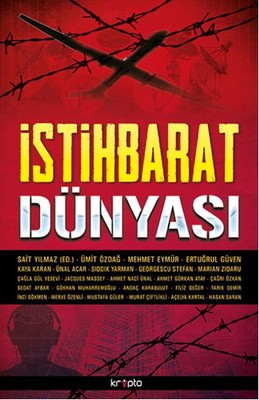 İSTİHBARAT
DÜNYASI
SAİT YILMAZ (ED.) - ÜMİT ÖZDAĞ - MEHMET EYMÜR - ERTUĞRUL GÜVEN
KAYA KARAN - ÜNAL ACAR - SIDDIK YARMAN - GEORGESCU STEFAN - MARIAN ZIDARU
ÇAĞLA GÜL YESEVİ - JACQUES MASSEY - AHMET NACİ ÜNAL - AHMET GÜRKAN ATAY - ÇAĞRI ÖZKAN
SEDAT AYBAR - GÖKHAN MUHARREMOĞLU - ANDAÇ KARABULUT - FİLİZ DEĞER - TARIK DEMİR
İNCİ SÖKMEN - MERVE ÖZENLİ - MUSTAFA GÜLER - MURAT ÇİFTLİKLİ - AÇELYA KARTAL - HASAN SARAN
kripto